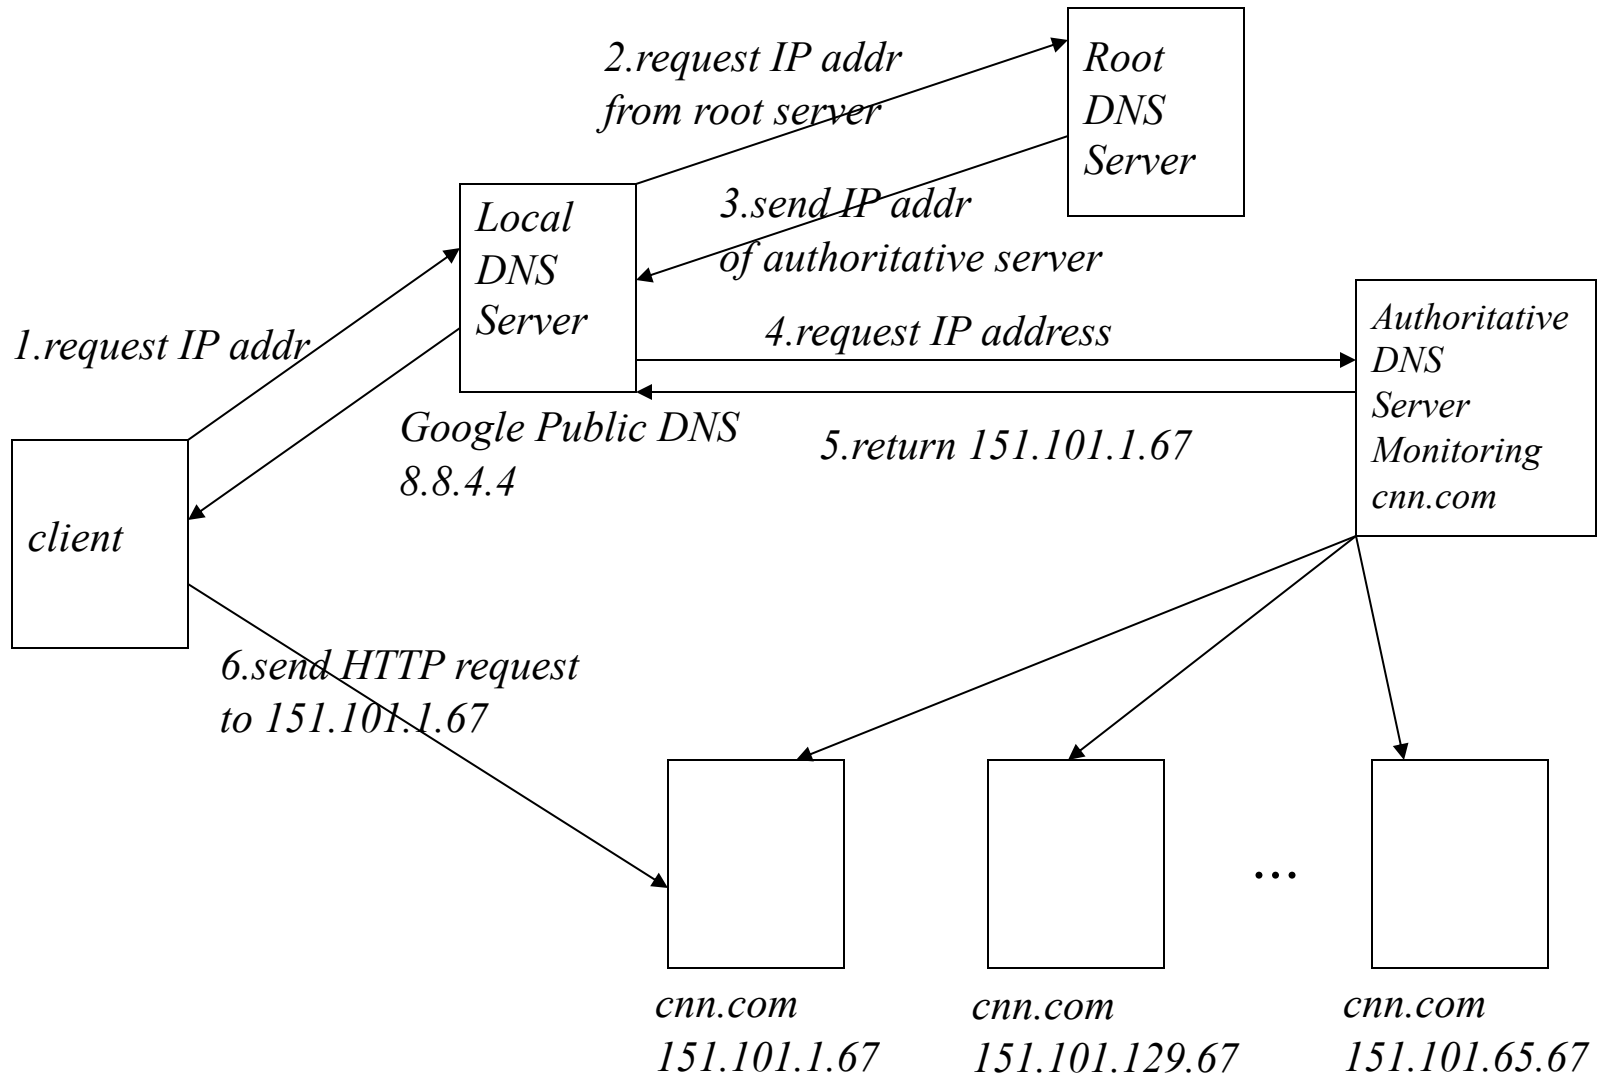 2.request IP addr
from root server
Root
DNS
Server
Local
DNS
Server
3.send IP addr
of authoritative server
1.request IP addr
4.request IP address
Authoritative
DNS
Server
Monitoring
cnn.com
Google Public DNS
8.8.4.4
5.return 151.101.1.67
client
6.send HTTP request
to 151.101.1.67
...
cnn.com
151.101.1.67
cnn.com
151.101.129.67
cnn.com
151.101.65.67